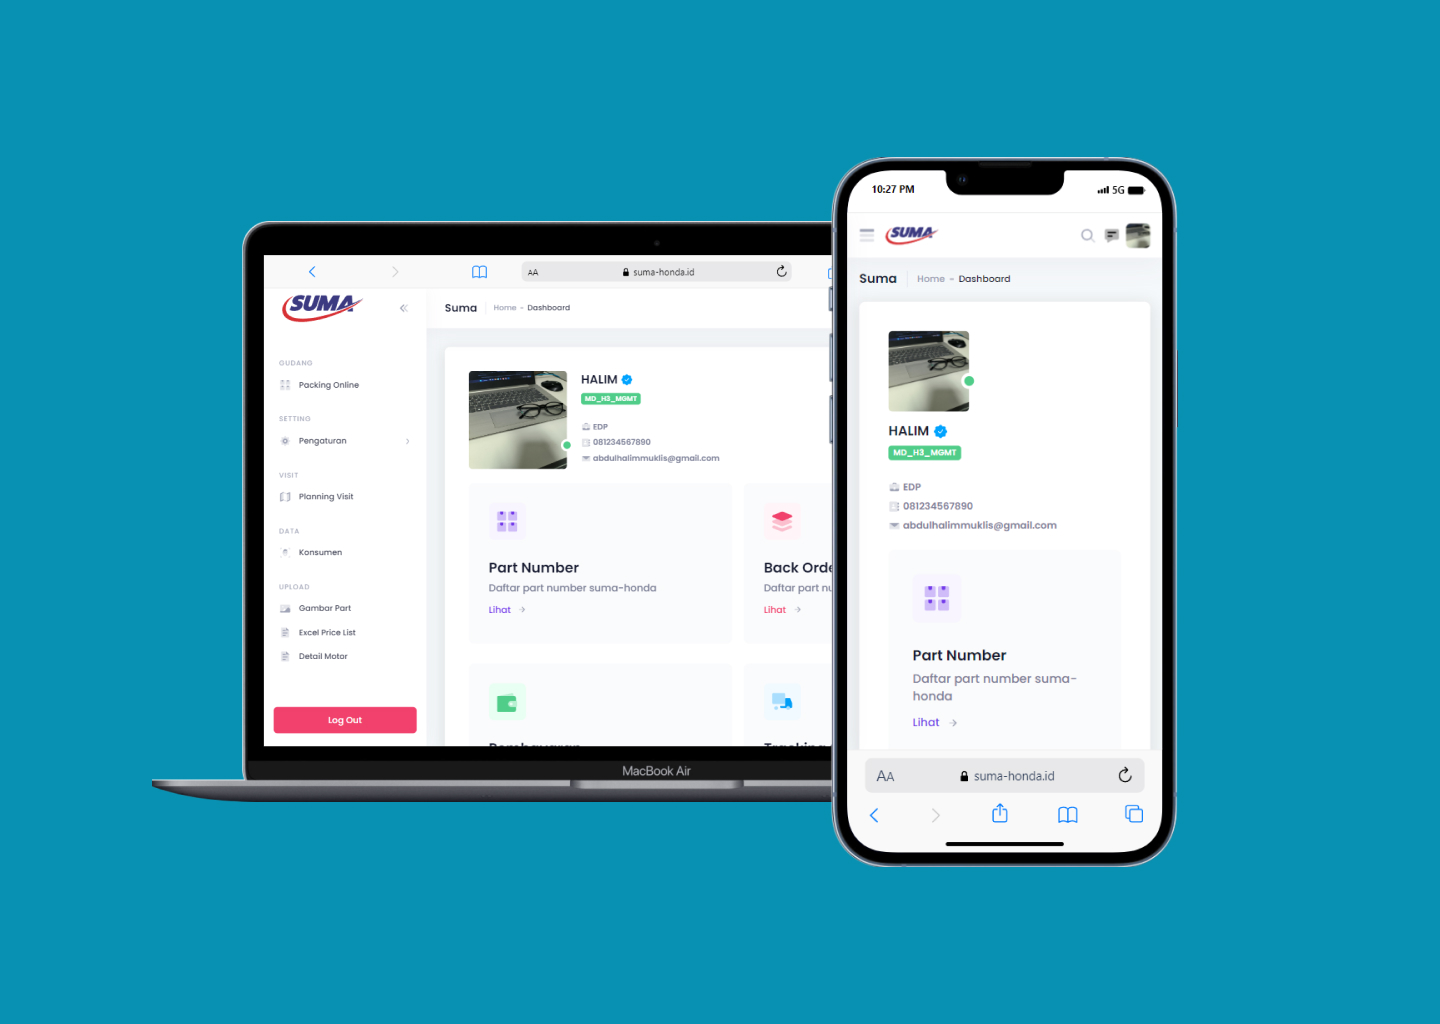 AA
suma-honda.id
SUMA
Suma
Home - Dashboard
GUDANG
Packing Online
SETTING
Pengaturan
VISIT
Planning Visit
DATA
Konsumen
UPLOAD
Gambar Part
Excel Price List
Detail Motor
Log Out
HALIM
MD_H3_MGMT
EDP
081234567890
abdulhalimmuklis@gmail.com
Part Number
Daftar part number suma-honda
Lihat
Back Orde
Daftar part nu
Lihat
MacBook Air
10:27 PM
5G
SUMA
Suma
Home - Dashboard
HALIM
MD_H3_MGMT
EDP
081234567890
abdulhalimmuklis@gmail.com
Part Number
Daftar part number suma-
honda
Lihat
AA
suma-honda.id